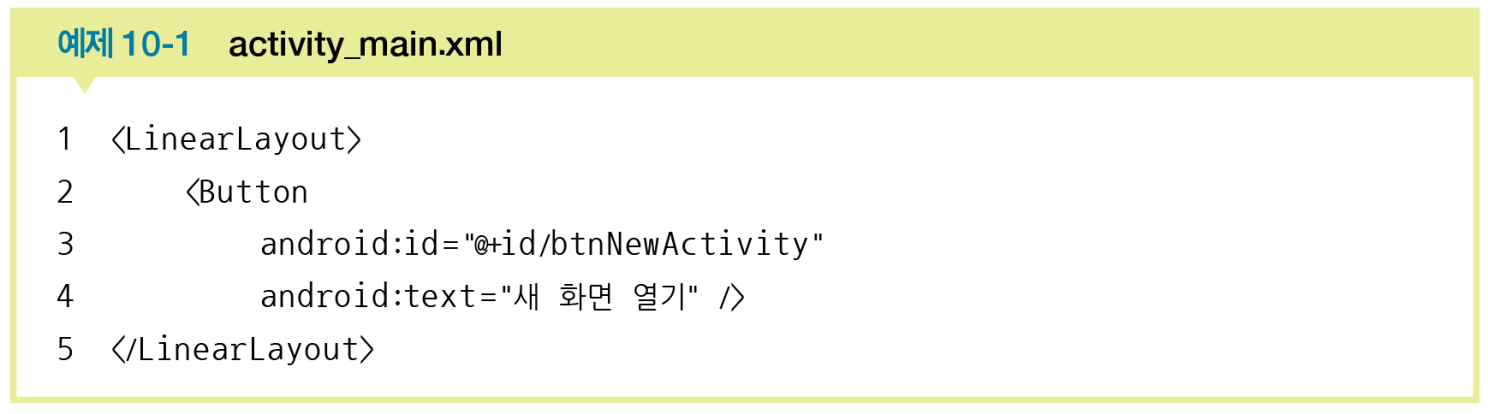 예제 10-1 activity_main.xml
1 <LinearLayout>
2 <Button
3 android:id="@+id/btnNewActivity"
4 android:text="새 화면 열기" />
5 </LinearLayout>